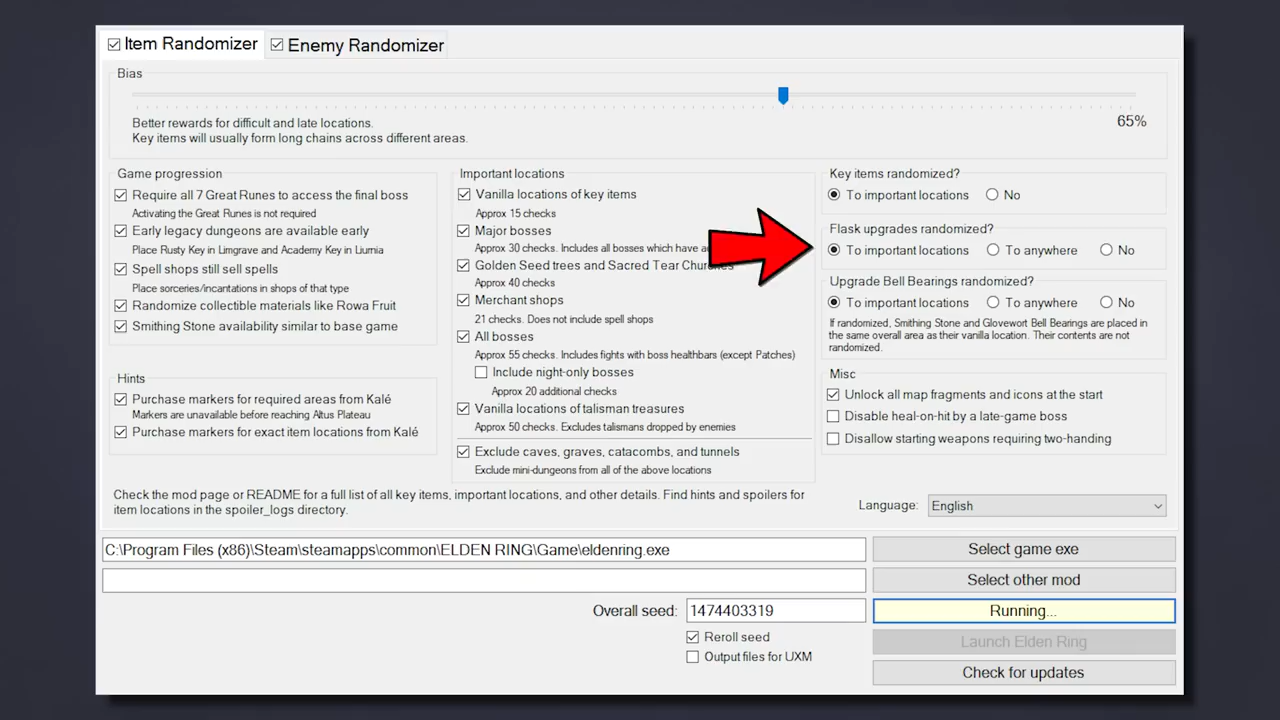 Item Randomizer
Enemy Randomizer
Bias
Better rewards for difficult and late locations.
Key items will usually form long chains across different areas.
65%
Game progression
Require all 7 Great Runes to access the final boss
Activating the Great Runes is not required
Early legacy dungeons are available early
Place Rusty Key in Limgrave and Academy Key in Liurnia
Spell shops still sell spells
Place sorceries/incantations in shops of that type
Randomize collectible materials like Rowa Fruit
Smithing Stone availability similar to base game
Hints
Purchase markers for required areas from Kalé
Markers are unavailable before reaching Altus Plateau
Purchase markers for exact item locations from Kalé
Important locations
Vanilla locations of key items
Approx 15 checks
Major bosses
Approx 30 checks. Includes all bosses which have
Golden Seed trees and Sacred Tear Churches
Approx 40 checks
Merchant shops
21 checks. Does not include spell shops
All bosses
Approx 55 checks. Includes fights with boss healthbars (except Patches)
Include night-only bosses
Approx 20 additional checks
Vanilla locations of talisman treasures
Approx 50 checks. Excludes talismans dropped by enemies
Exclude caves, graves, catacombs, and tunnels
Exclude mini-dungeons from all of the above locations
Key items randomized?
To important locations
No
Flask upgrades randomized?
To important locations
To anywhere
No
Upgrade Bell Bearings randomized?
To important locations
To anywhere
No
If randomized, Smithing Stone and Glovewort Bell Bearings are placed in
the same overall area as their vanilla location. Their contents are not
randomized.
Misc
Unlock all map fragments and icons at the start
Disable heal-on-hit by a late-game boss
Disallow starting weapons requiring two-handing
Check the mod page or README for a full list of all key items, important locations, and other details. Find hints and spoilers for
item locations in the spoiler_logs directory.
Language:
English
C:\Program Files (x86)\Steam\steamapps\common\ELDEN RING\Game\eldenring.exe
Select game exe
Select other mod
Overall seed:
1474403319
Running...
Reroll seed
Launch Elden Ring
Output files for UXM
Check for updates